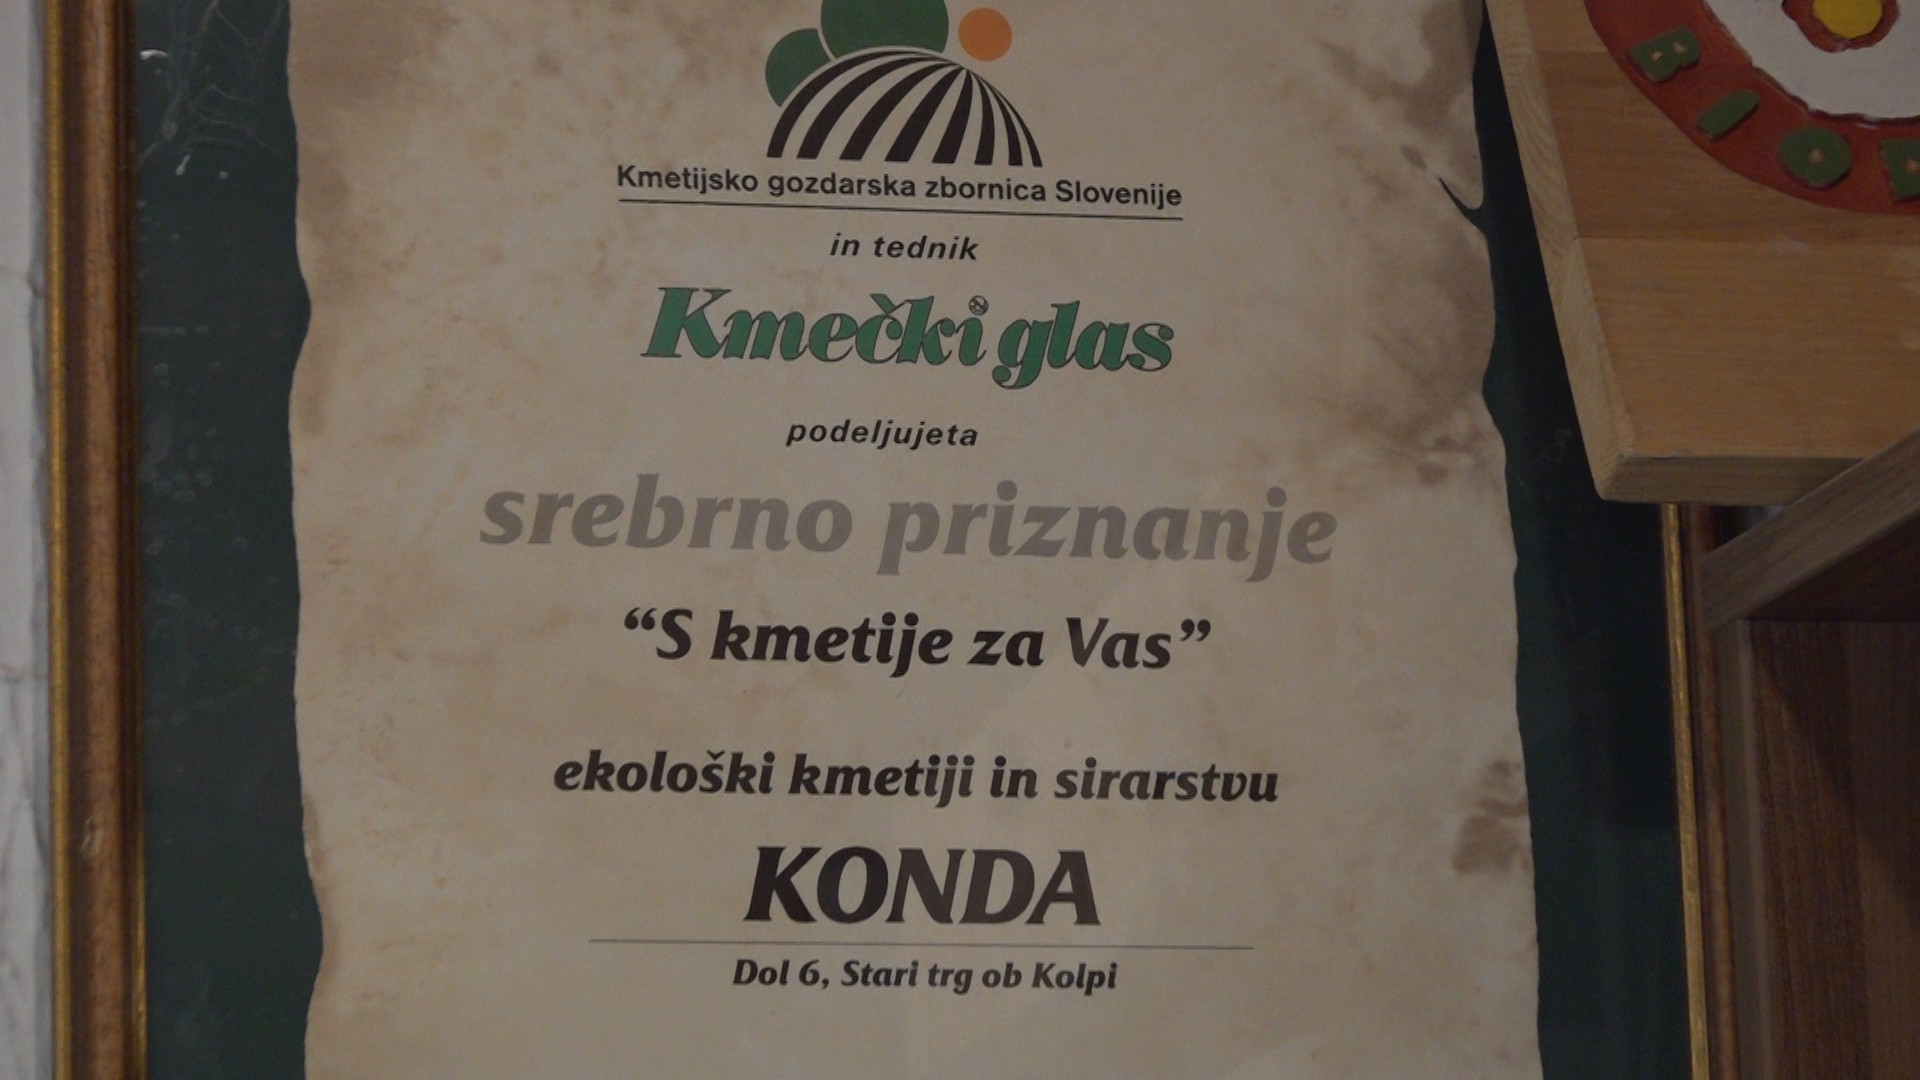 Kmetijsko gozdarska zbornica Slovenije
in tednik
Kmečki glas
podeljujeta
srebrno priznanje
“S kmetije za Vas”
ekološki kmetiji in sirarstvu
KONDA
Dol 6, Stari trg ob Kolpi
BIO